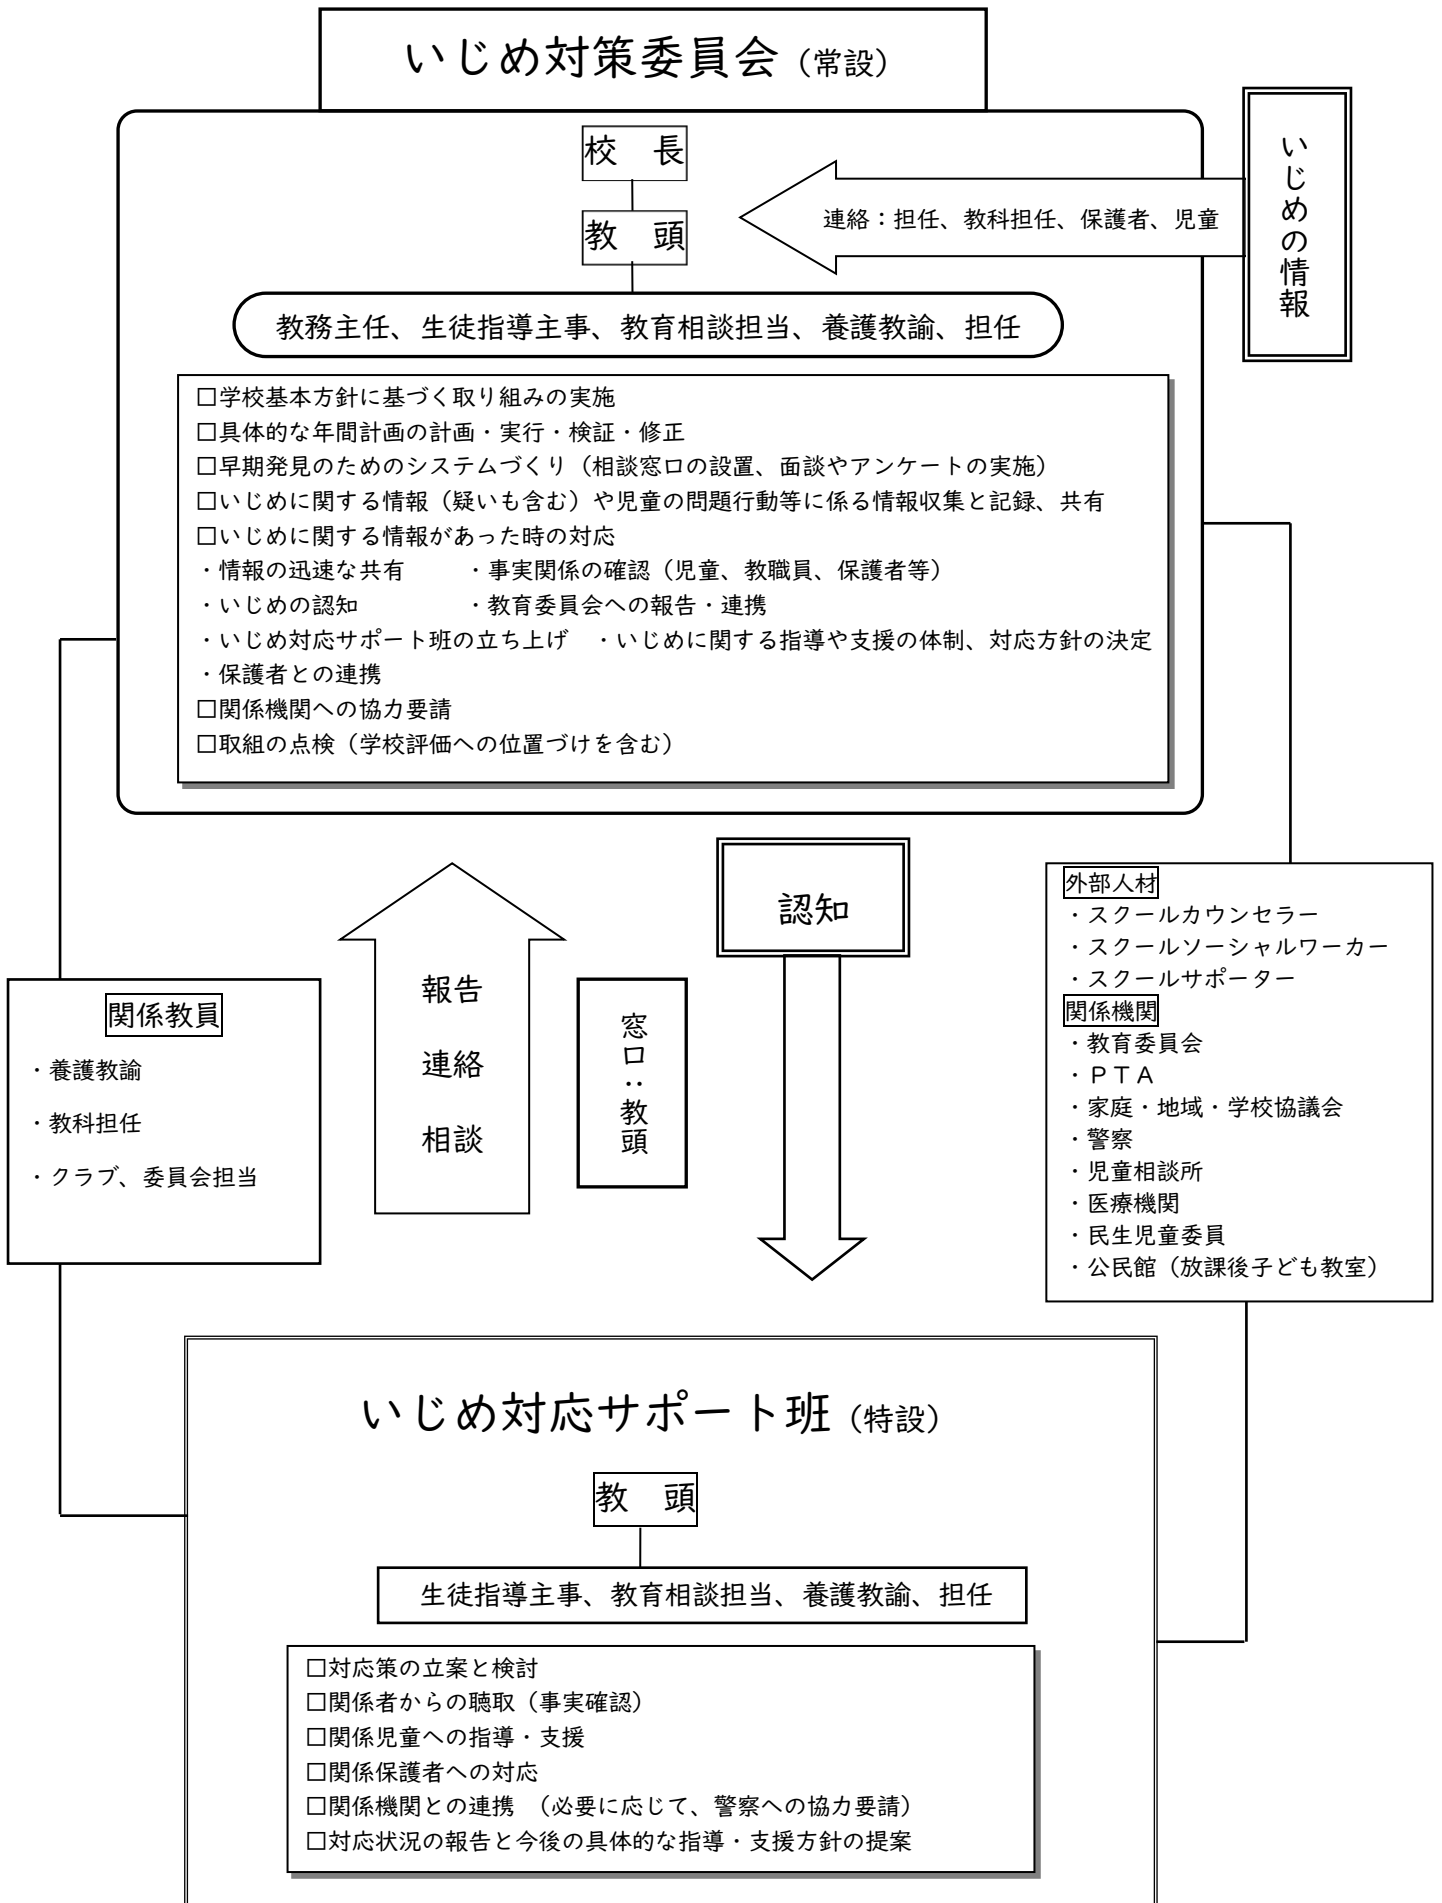 いじめ対策委員会（常設）
校　長
教　頭
連絡：担任、教科担任、保護者、児童
いじめの情報
教務主任、生徒指導主事、教育相談担当、養護教諭、担任
□学校基本方針に基づく取り組みの実施
□具体的な年間計画の計画・実行・検証・修正
□早期発見のためのシステムづくり（相談窓口の設置、面談やアンケートの実施）
□いじめに関する情報（疑いも含む）や児童の問題行動等に係る情報収集と記録、共有
□いじめに関する情報があった時の対応
・情報の迅速な共有　　・事実関係の確認（児童、教職員、保護者等）
・いじめの認知　　　　・教育委員会への報告・連携
・いじめ対応サポート班の立ち上げ　・いじめに関する指導や支援の体制、対応方針の決定
・保護者との連携
□関係機関への協力要請
□取組の点検（学校評価への位置づけを含む）
関係教員
・養護教諭
・教科担任
・クラブ、委員会担当
報告
連絡
相談
窓口：教頭
認知
外部人材
・スクールカウンセラー
・スクールソーシャルワーカー
・スクールサポーター
関係機関
・教育委員会
・ＰＴＡ
・家庭・地域・学校協議会
・警察
・児童相談所
・医療機関
・民生児童委員
・公民館（放課後子ども教室）
いじめ対応サポート班（特設）
教　頭
生徒指導主事、教育相談担当、養護教諭、担任
□対応策の立案と検討
□関係者からの聴取（事実確認）
□関係児童への指導・支援
□関係保護者への対応
□関係機関との連携　（必要に応じて、警察への協力要請）
□対応状況の報告と今後の具体的な指導・支援方針の提案